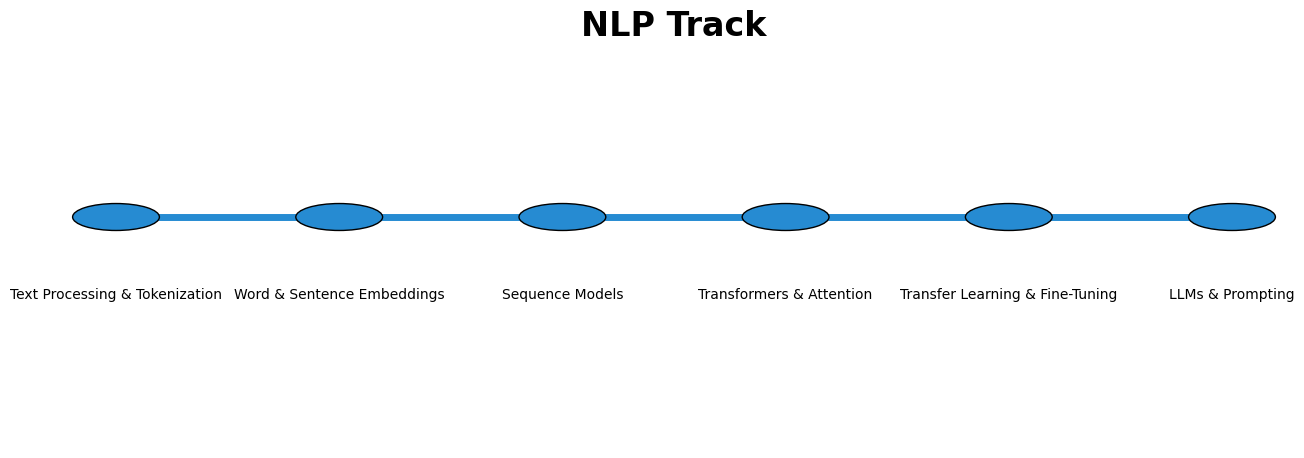 NLP Track
Text Processing & Tokenization
Word & Sentence Embeddings
Sequence Models
Transformers & Attention
Transfer Learning & Fine-Tuning
LLMs & Prompting